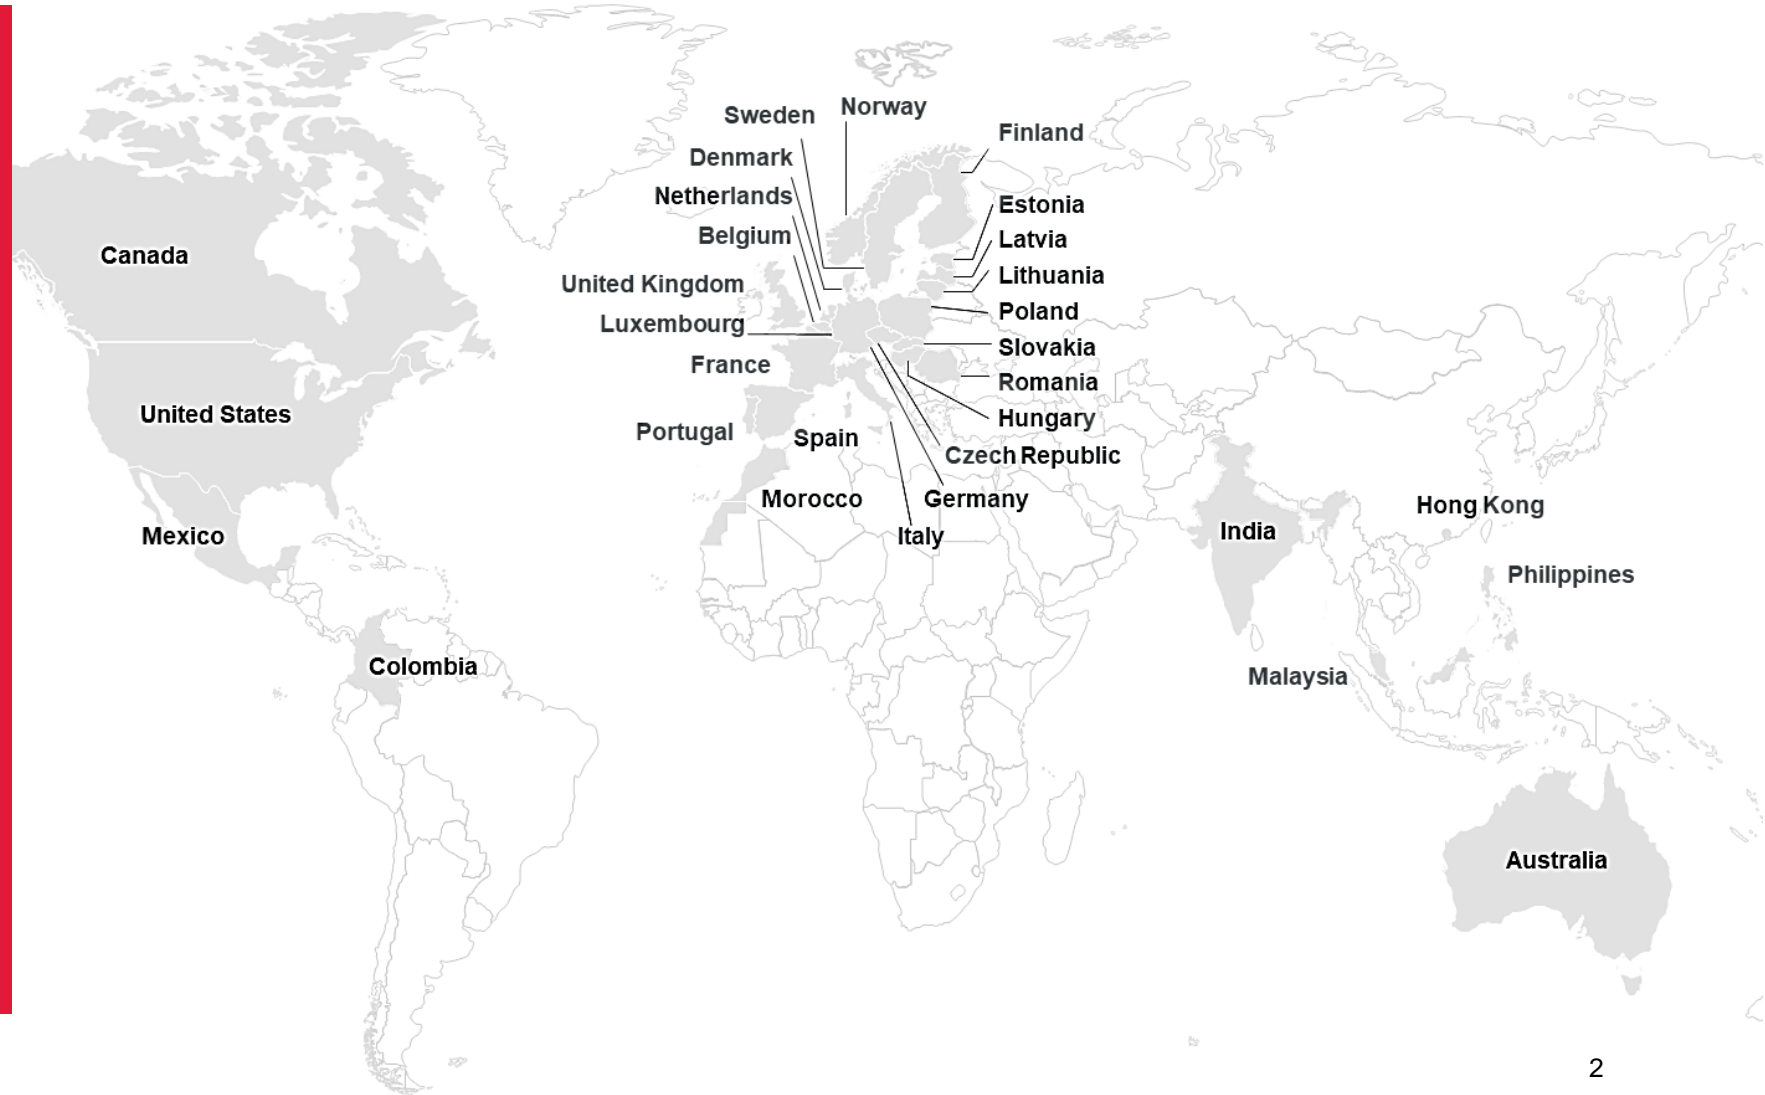 Norway
Sweden
Finland
Denmark
Netherlands
Estonia
Belgium
Latvia
Canada
Lithuania
United Kingdom
Poland
Luxembourg
Slovakia
France
Romania
United States
Hungary
Portugal
Spain
Czech Republic
Morocco
Germany
Hong Kong
India
Mexico
Italy
Philippines
Colombia
Malaysia
Australia
2